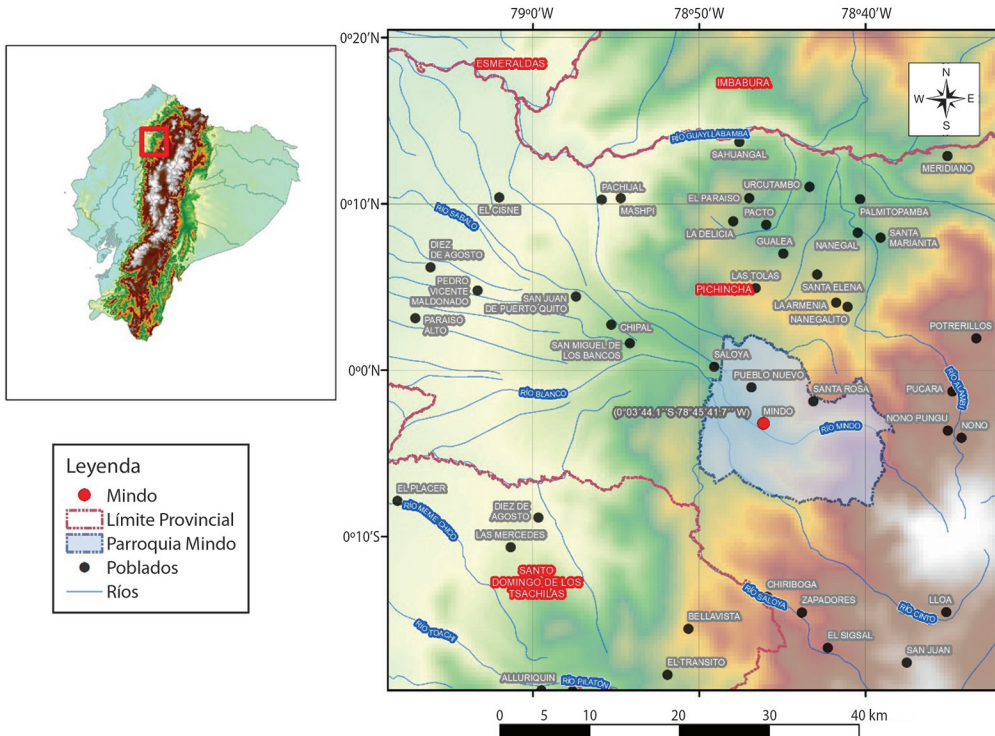 79°0'W
78°50'W
78°40'W
0°20'N
ESMERALDAS
IMBABURA
N
W
E
S
RÍO GUAYLLABAMBA
SAHUANGAL
MERIDIANO
0°10'N
EL CISNE
PACHIJAL
MASHPI
URCUTAMBO
EL PARAISO
PACTO
LA DELICIA
GUALEA
PALMITOPAMBA
NANEGAL
SANTA
MARIANITA
RÍO SABALO
DIEZ
DE AGOSTO
PEDRO
VICENTE
MALDONADO
SAN JUAN
DE PUERTO QUITO
LAS TOLAS
PICHINCHA
SANTA ELENA
LA ARMENIA
NANEGALITO
PARAISO
ALTO
CHIPAL
SAN MIGUEL DE
LOS BANCOS
POTRERILLOS
0°0'N
SALOYA
PUEBLO NUEVO
SANTA ROSA
RÍO BLANCO
PUCARA
RÍO ALAMBI
(0°03´44,1´´S-78°45´41,7´´W)
MINDO
RÍO MINDO
NONO PUNGU
NONO
Leyenda
Mindo
Límite Provincial
Parroquia Mindo
Poblados
Ríos
EL PLACER
RÍO MEME CHICO
DIEZ DE
AGOSTO
LAS MERCEDES
0°10'S
SANTO
DOMINGO DE LOS
TSACHILAS
CHIRIBOGA
RÍO SALOYA
ZAPADORES
RÍO CINTO
LLOA
RÍO TOACHI
BELLAVISTA
EL SIGSAL
SAN JUAN
EL TRANSITO
ALLURIQUIN
RÍO PILATÓN
0 5 10 20 30 40 km